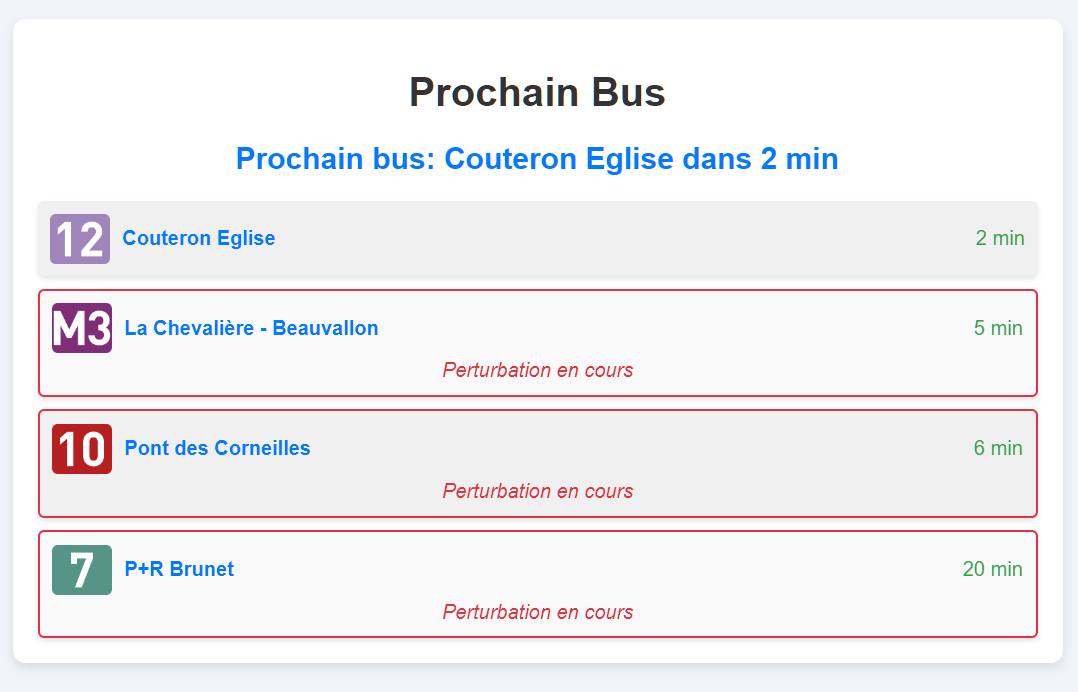 Prochain Bus
Prochain bus: Couteron Eglise dans 2 min
12 Couteron Eglise 2 min
M3 La Chevalière - Beauvallon 5 min
Perturbation en cours
10 Pont des Corneilles 6 min
Perturbation en cours
7 P+R Brunet 20 min
Perturbation en cours